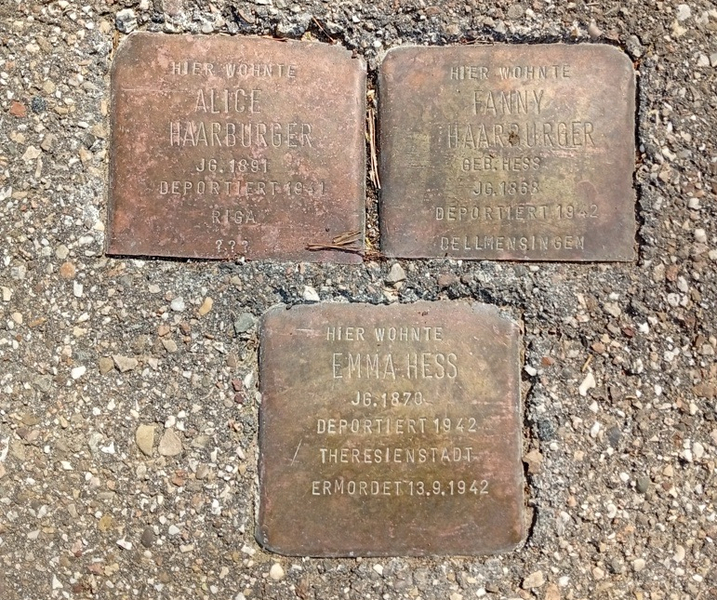 HIER WOHNTE
ALICE
HAARBURGER
JG. 1891
DEPORTIERT 1941
RIGA
???
HIER WOHNTE
FANNY
HAARBURGER
GEB. HESS
JG. 1868
DEPORTIERT 1942
DELLMENSINGEN
HIER WOHNTE
EMMA HESS
JG. 1870
DEPORTIERT 1942
THERESIENSTADT
ERMORDET 13.9.1942